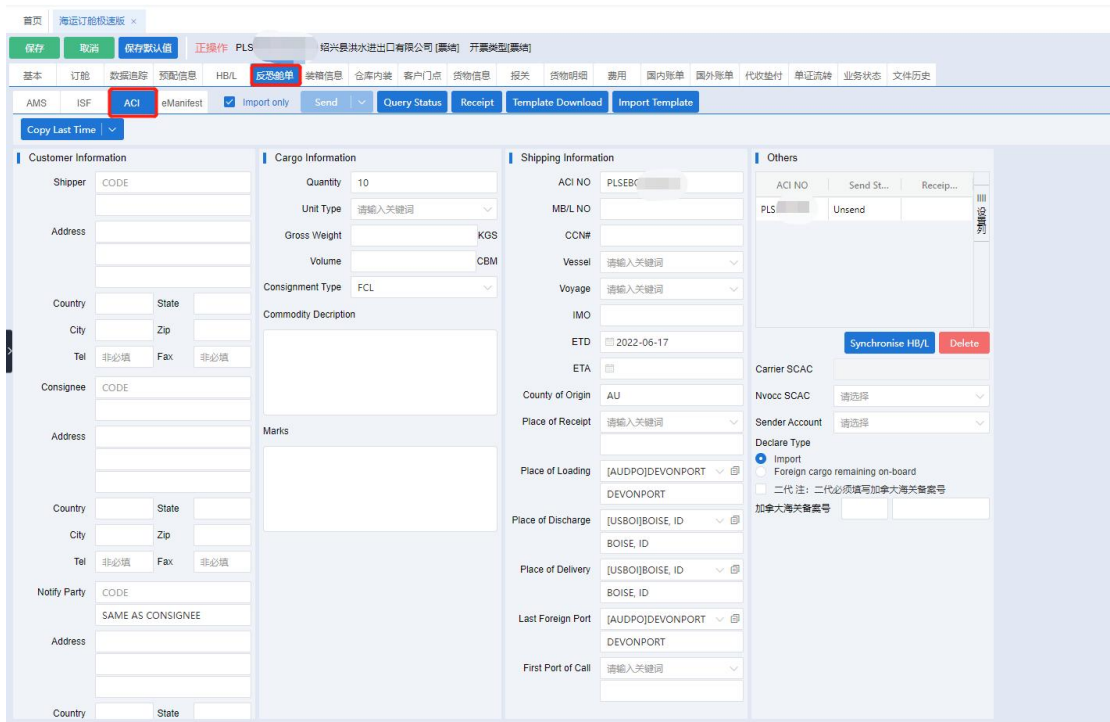 首页 海运订舱极速版 ×
保存 取消 保存默认值 正操作 PLS 绍兴县洪水进出口有限公司 [票结] 开票类型[票结]
基本 订舱 数据追踪 预配信息 HB/L 反恐舱单 装箱信息 仓库内装 客户门点 货物信息 报关 货物明细 费用 国内账单 国外账单 代收垫付 单证流转 业务状态 文件历史
AMS ISF ACI eManifest Import only Send Query Status Receipt Template Download Import Template
Copy Last Time
Customer Information
Shipper CODE
Address
Country State
City Zip
Tel 非必填 Fax 非必填
Consignee CODE
Address
Country State
City Zip
Tel 非必填 Fax 非必填
Notify Party CODE
SAME AS CONSIGNEE
Address
Country State
Cargo Information
Quantity 10
Unit Type 请输入关键词
Gross Weight KGS
Volume CBM
Consignment Type FCL
Commodity Decription
Marks
Shipping Information
ACI NO PLSEB
MB/L NO
CCN#
Vessel 请输入关键词
Voyage 请输入关键词
IMO
ETD 2022-06-17
ETA
County of Origin AU
Place of Receipt 请输入关键词
Place of Loading [AUDPO]DEVONPORT
DEVONPORT
Place of Discharge [USBOI]BOISE, ID
BOISE, ID
Place of Delivery [USBOI]BOISE, ID
BOISE, ID
Last Foreign Port [AUDPO]DEVONPORT
DEVONPORT
First Port of Call 请输入关键词
Others
ACI NO Send St... Receip...
PLS Unsend
设置列
Synchronise HB/L Delete
Carrier SCAC
Nvocc SCAC 请选择
Sender Account 请选择
Declare Type
Import
Foreign cargo remaining on-board
二代 注：二代必须填写加拿大海关备案号
加拿大海关备案号